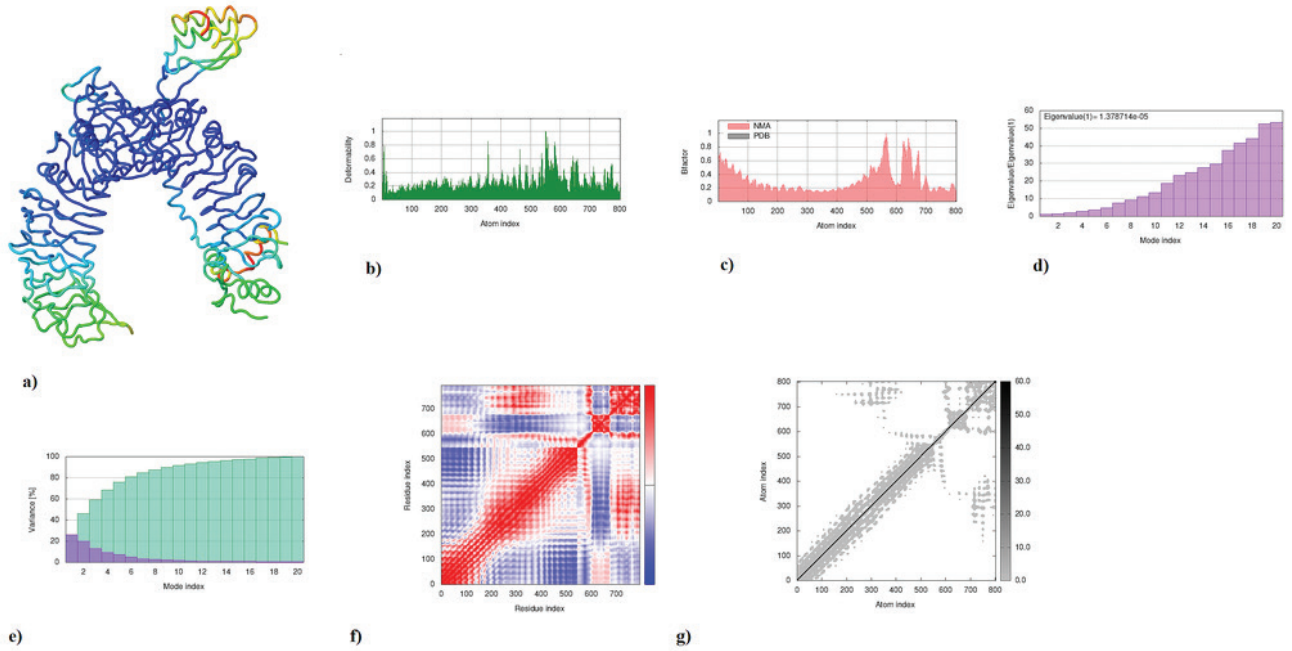 a)
Deformability
1
0.8
0.6
0.4
0.2
0
100 200 300 400 500 600 700 800
Atom index
b)
Bfactor
NMA
PDB
1
0.8
0.6
0.4
0.2
0
100 200 300 400 500 600 700 800
Atom index
c)
Eigenvalue/Eigenvalue(1)
Eigenvalue(1)= 1.378714e-05
60
50
40
30
20
10
0
2 4 6 8 10 12 14 16 18 20
Mode index
d)
Variance [%]
100
80
60
40
20
0
2 4 6 8 10 12 14 16 18 20
Mode index
e)
Residue index
700
600
500
400
300
200
100
0
0 100 200 300 400 500 600 700
Residue index
f)
Atom index
800
700
600
500
400
300
200
100
0
0 100 200 300 400 500 600 700 800
Atom index
60.0
50.0
40.0
30.0
20.0
10.0
0.0
g)